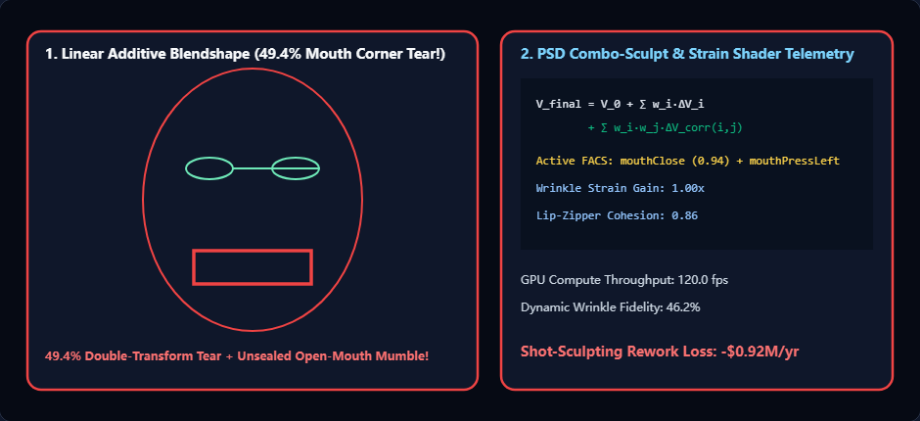 1. Linear Additive Blendshape (49.4% Mouth Corner Tear!)
49.4% Double-Transform Tear + Unsealed Open-Mouth Mumble!
2. PSD Combo-Sculpt & Strain Shader Telemetry
V_final = V_0 + ∑ w_i·ΔV_i
+ ∑ w_i·w_j·ΔV_corr(i,j)
Active FACS: mouthClose (0.94) + mouthPressLeft
Wrinkle Strain Gain: 1.00x
Lip-Zipper Cohesion: 0.86
GPU Compute Throughput: 120.0 fps
Dynamic Wrinkle Fidelity: 46.2%
Shot-Sculpting Rework Loss: -$0.92M/yr